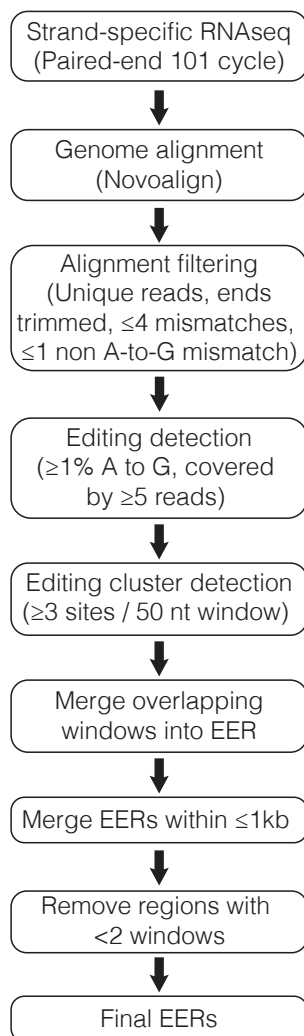 Strand-specific RNAseq
(Paired-end 101 cycle)
Genome alignment
(Novoalign)
Alignment filtering
(Unique reads, ends
trimmed, ≤4 mismatches,
≤1 non A-to-G mismatch)
Editing detection
(≥1% A to G, covered
by ≥5 reads)
Editing cluster detection
(≥3 sites / 50 nt window)
Merge overlapping
windows into EER
Merge EERs within ≤1kb
Remove regions with
<2 windows
Final EERs